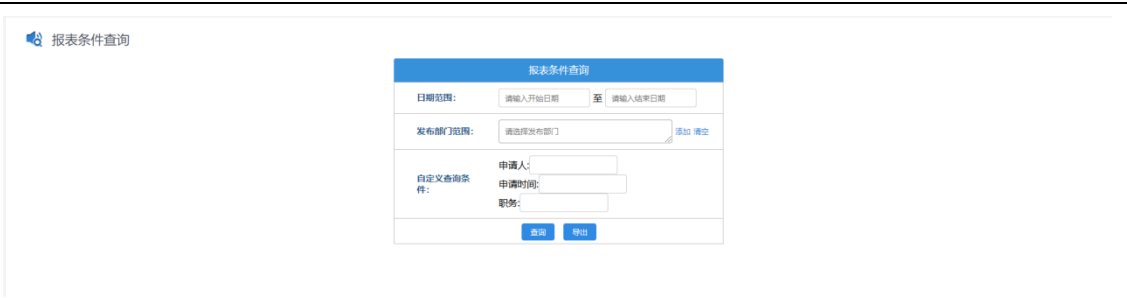 报表条件查询
报表条件查询
日期范围： 请输入开始日期 至 请输入结束日期
发布部门范围： 请选择发布部门 添加 清空
自定义查询条件：
申请人:
申请时间:
职务:
查询 导出